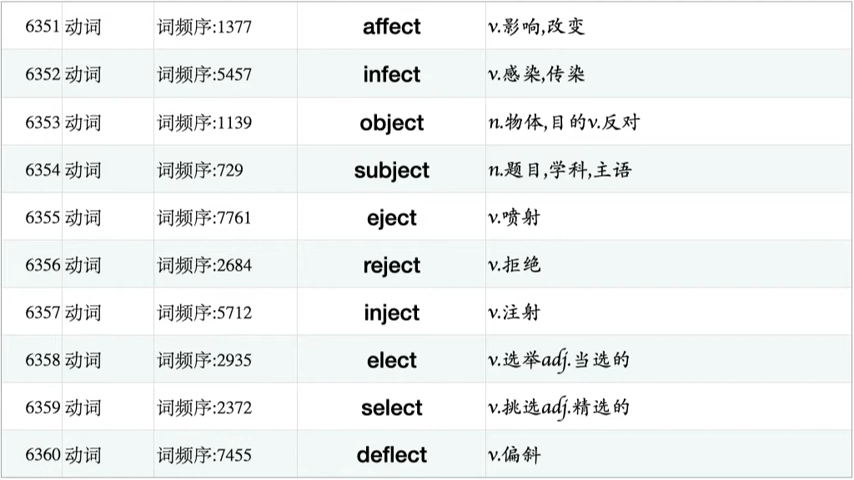 6351 动词 词频序:1377 affect v.影响,改变
6352 动词 词频序:5457 infect v.感染,传染
6353 动词 词频序:1139 object n.物体,目的v.反对
6354 动词 词频序:729 subject n.题目,学科,主语
6355 动词 词频序:7761 eject v.喷射
6356 动词 词频序:2684 reject v.拒绝
6357 动词 词频序:5712 inject v.注射
6358 动词 词频序:2935 elect v.选举adj.当选的
6359 动词 词频序:2372 select v.挑选adj.精选的
6360 动词 词频序:7455 deflect v.偏斜